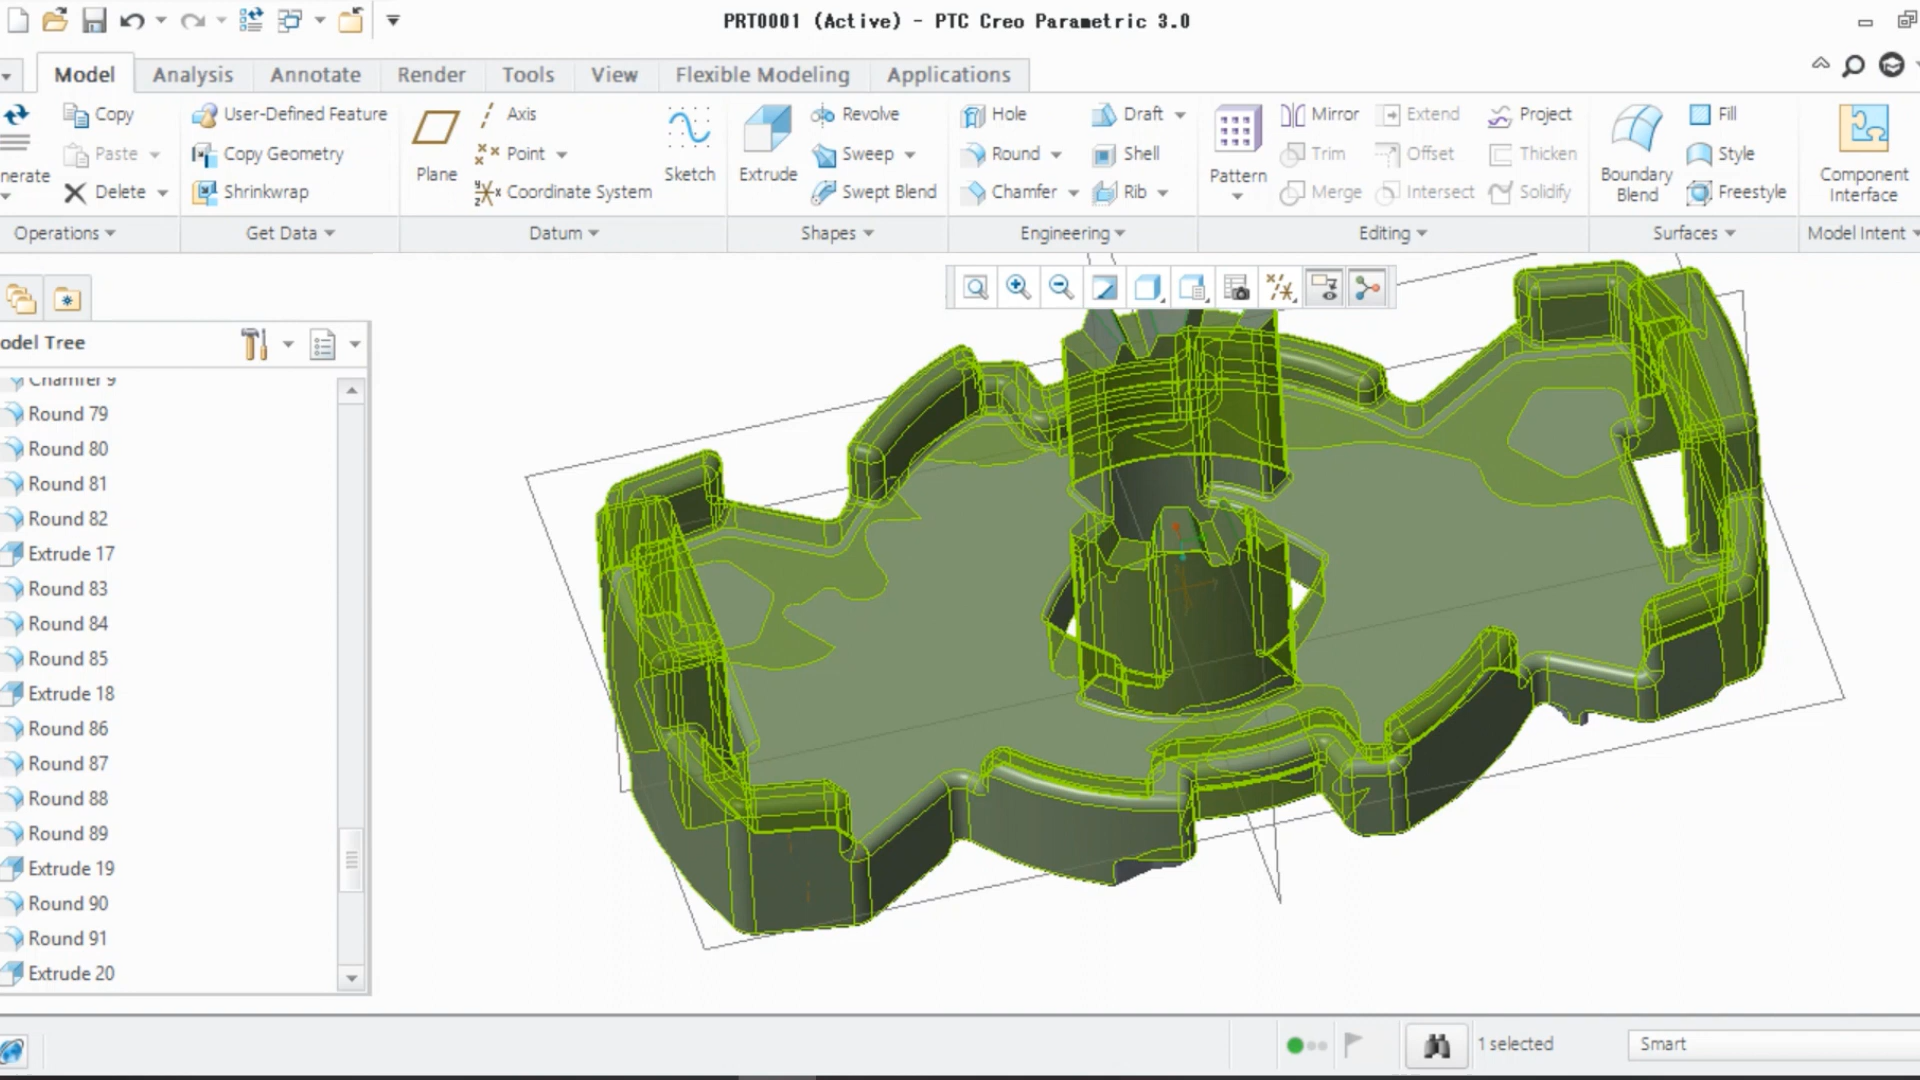 PRT0001 (Active) - PTC Creo Parametric 3.0
Model Analysis Annotate Render Tools View Flexible Modeling Applications
Copy User-Defined Feature Axis Revolve Hole Draft Mirror Extend Project Fill
Paste Copy Geometry Point Sweep Round Shell Trim Offset Thicken Style
nerate Plane Sketch Extrude Pattern Boundary Blend Component Interface
Delete Shrinkwrap Coordinate System Swept Blend Chamfer Rib Merge Intersect Solidify Freestyle
Operations Get Data Datum Shapes Engineering Editing Surfaces Model Intent
odel Tree
Chamfer 9
Round 79
Round 80
Round 81
Round 82
Extrude 17
Round 83
Round 84
Round 85
Extrude 18
Round 86
Round 87
Round 88
Round 89
Extrude 19
Round 90
Round 91
Extrude 20
1 selected
Smart